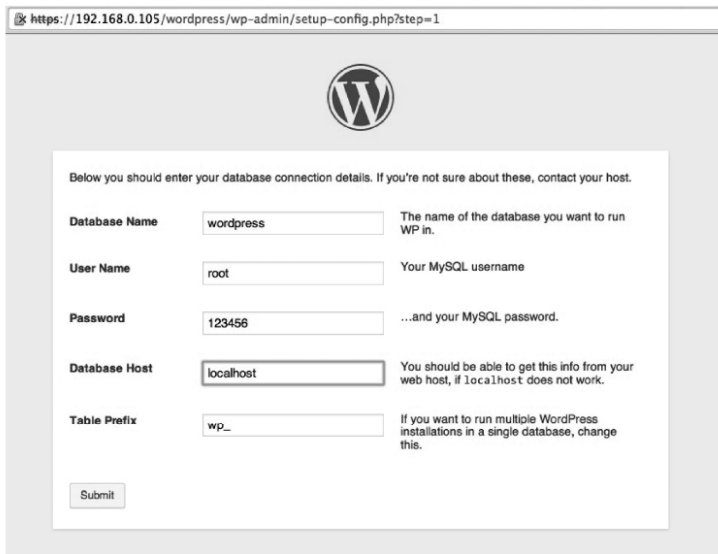 https://192.168.0.105/wordpress/wp-admin/setup-config.php?step=1
Below you should enter your database connection details. If you're not sure about these, contact your host.
Database Name
wordpress
The name of the database you want to run
WP in.
User Name
root
Your MySQL username
Password
123456
...and your MySQL password.
Database Host
localhost
You should be able to get this info from your
web host, if localhost does not work.
Table Prefix
wp_
If you want to run multiple WordPress
installations in a single database, change
this.
Submit